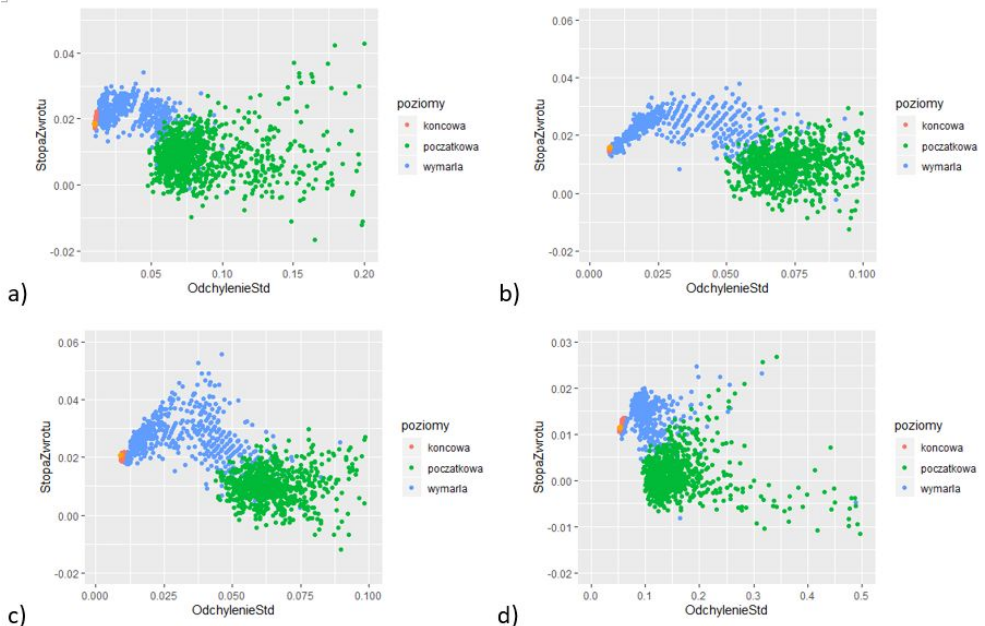 0.04
0.02
0.00
-0.02
StopaZwrotu
0.05
0.10
0.15
0.20
OdchylenieStd
poziomy
koncowa
poczatkowa
wymarla
a)
0.06
0.04
0.02
0.00
-0.02
StopaZwrotu
0.000
0.025
0.050
0.075
0.100
OdchylenieStd
poziomy
koncowa
poczatkowa
wymarla
b)
0.06
0.04
0.02
0.00
-0.02
StopaZwrotu
0.000
0.025
0.050
0.075
0.100
OdchylenieStd
poziomy
koncowa
poczatkowa
wymarla
c)
0.03
0.02
0.01
0.00
-0.01
-0.02
StopaZwrotu
0.0
0.1
0.2
0.3
0.4
0.5
OdchylenieStd
poziomy
koncowa
poczatkowa
wymarla
d)